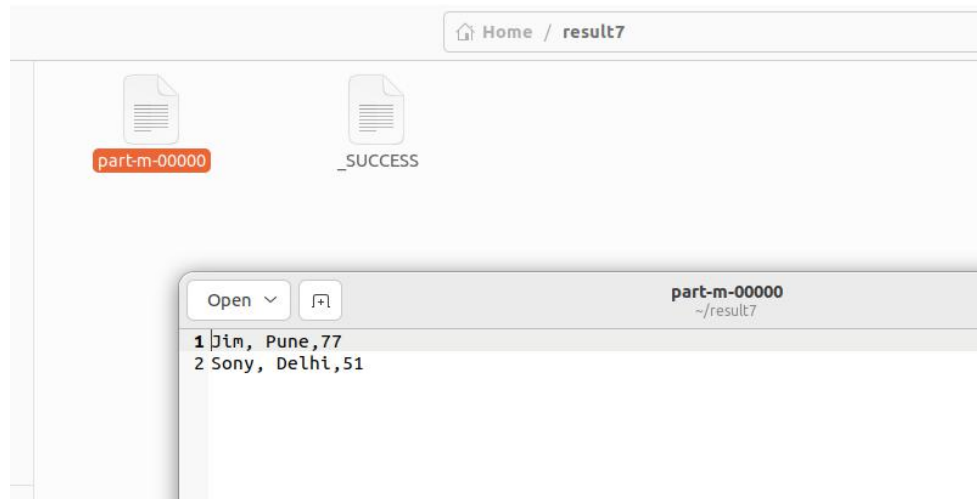 Home / result7
part-m-00000
_SUCCESS
Open
part-m-00000
~/result7
1 Jim, Pune,77
2 Sony, Delhi,51